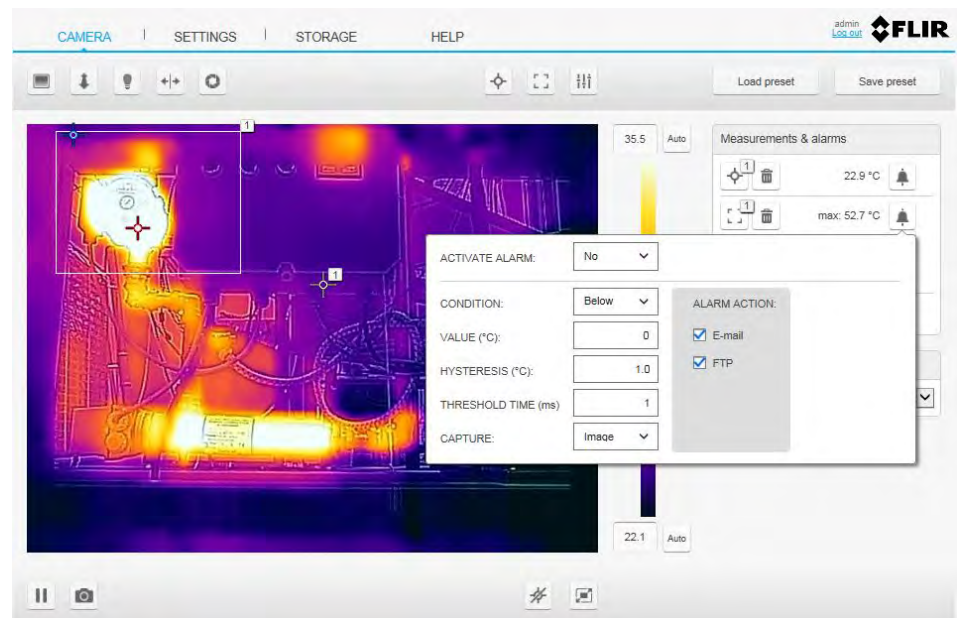 CAMERA
SETTINGS
STORAGE
HELP
admin
Log out
FLIR
Load preset
Save preset
1
35.5
Auto
Measurements & alarms
1
22.9 °C
1
max: 52.7 °C
1
ACTIVATE ALARM:
No
CONDITION:
Below
ALARM ACTION:
VALUE (°C):
0
E-mail
HYSTERESIS (°C):
1.0
FTP
THRESHOLD TIME (ms)
1
CAPTURE:
Image
22.1
Auto